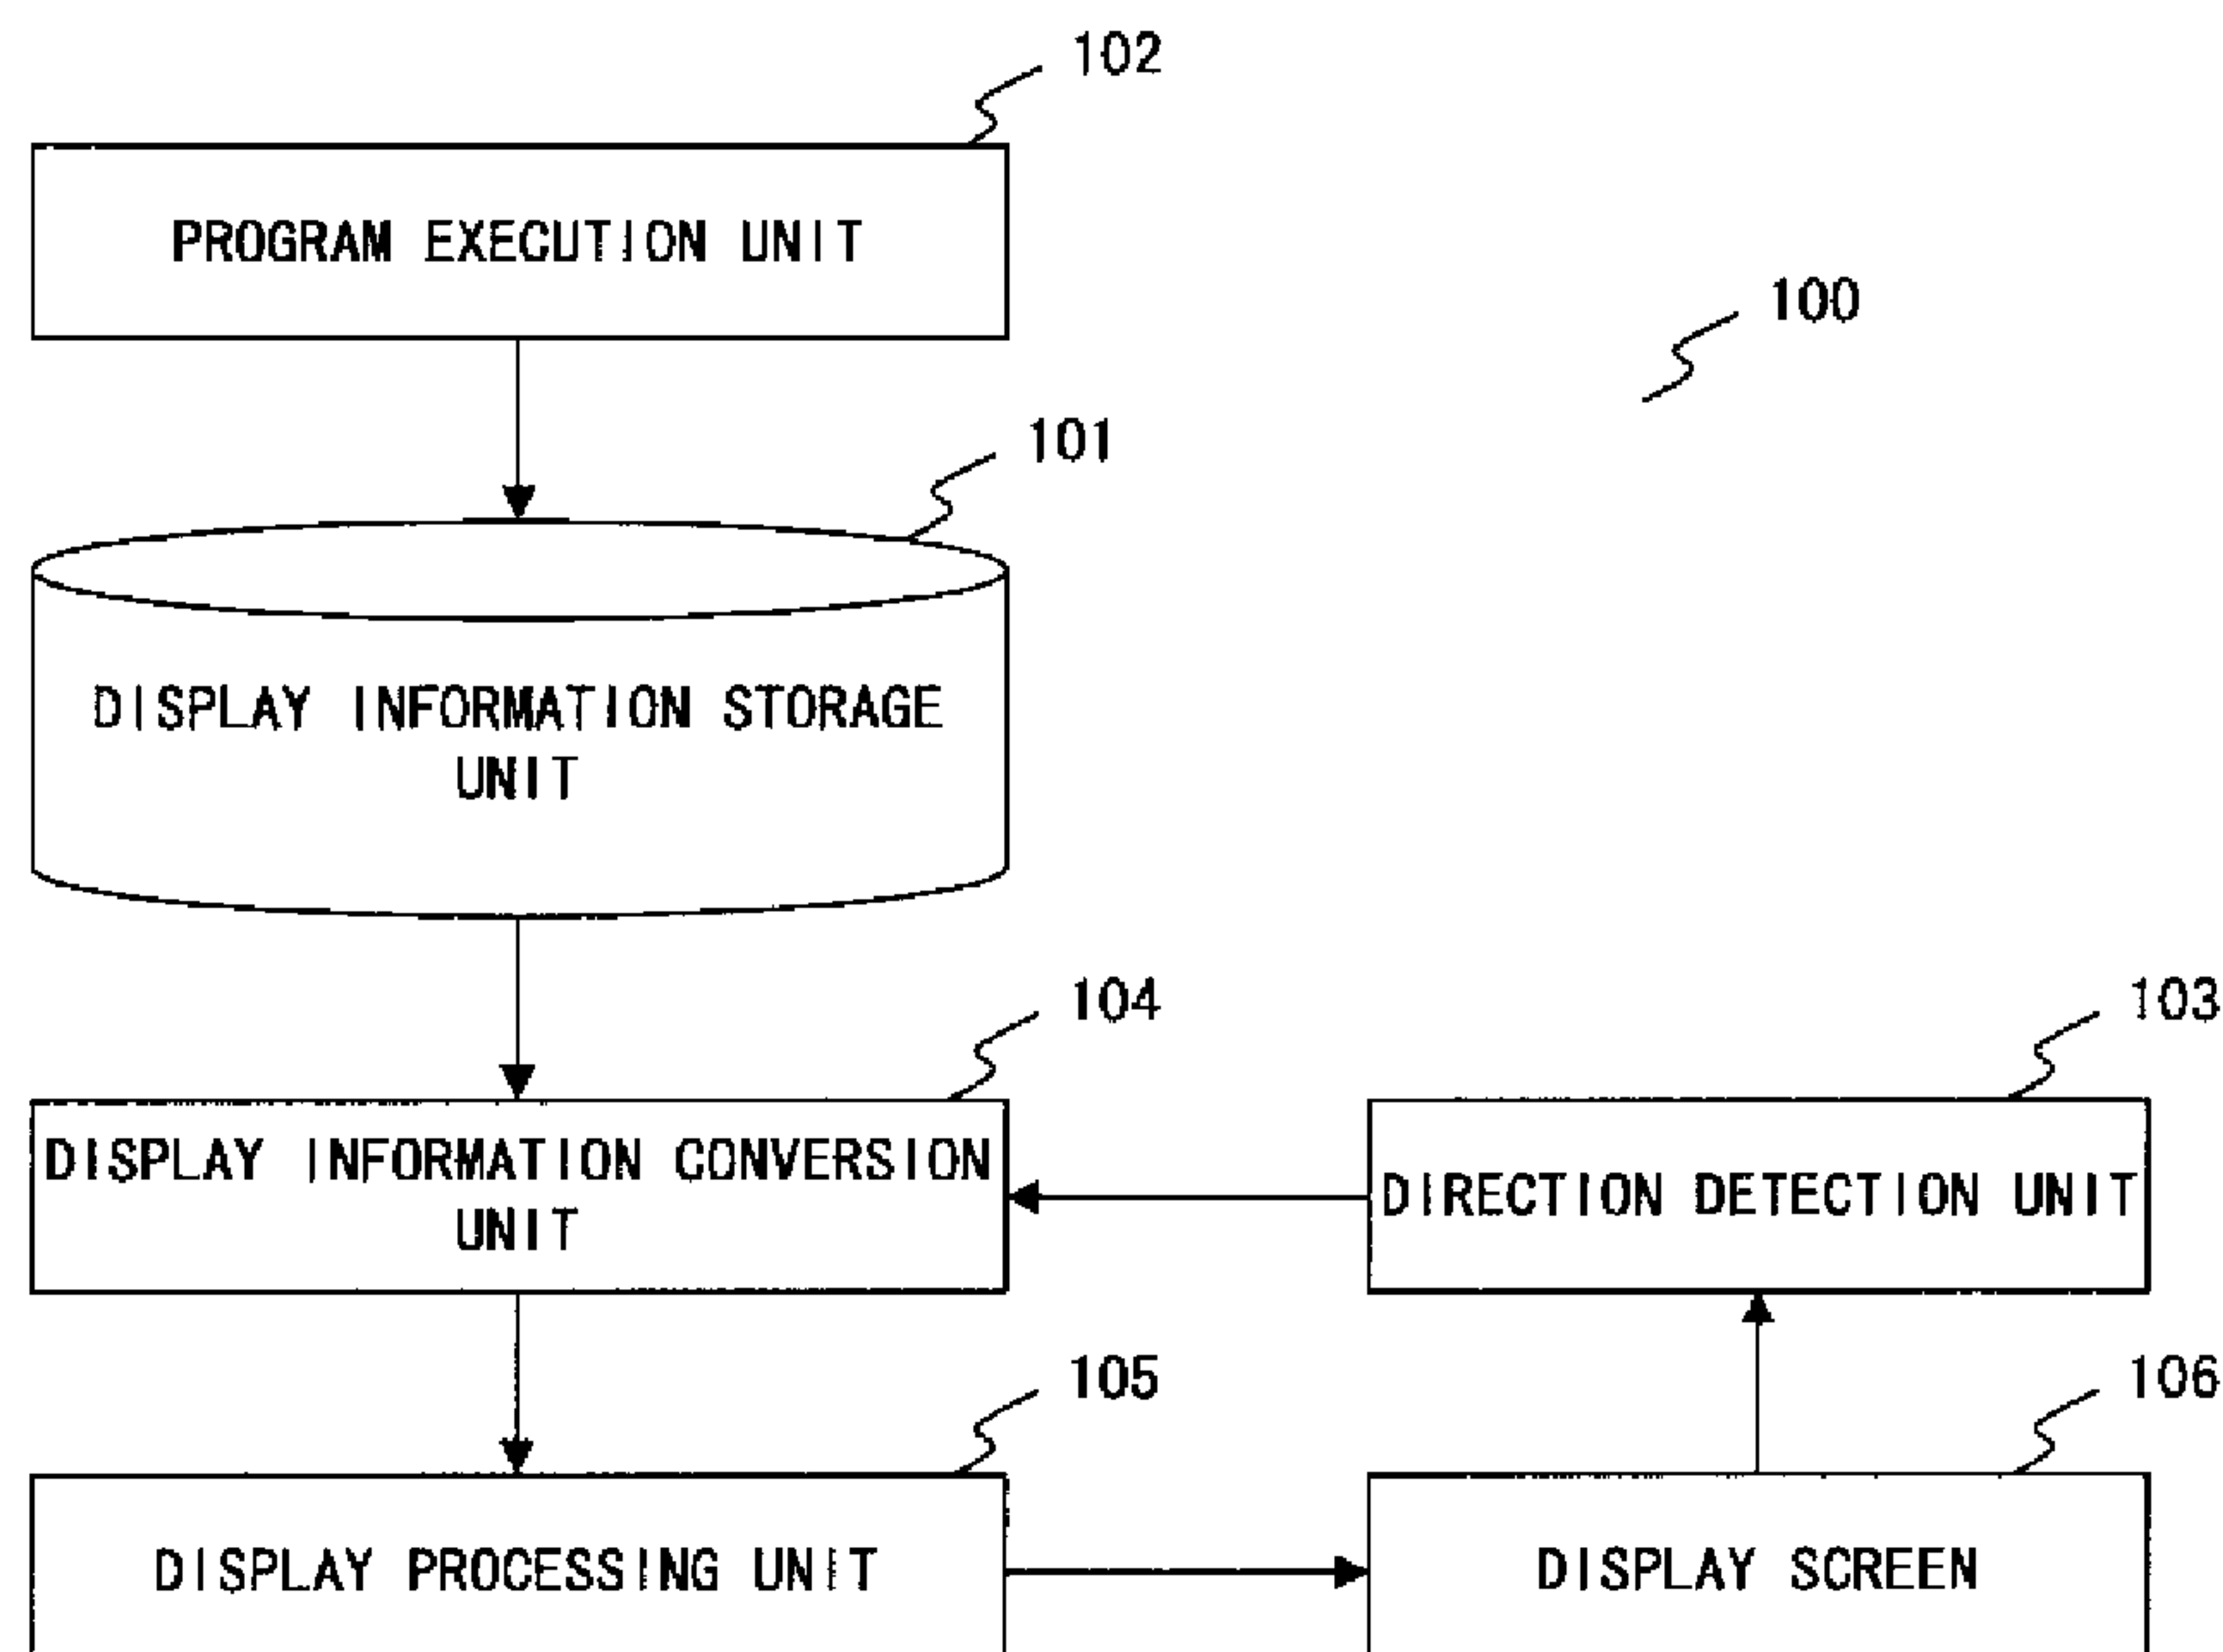 102
PROGRAM EXECUTION UNIT
100
101
DISPLAY INFORMATION STORAGE
UNIT
104
103
DISPLAY INFORMATION CONVERSION
UNIT
DIRECTION DETECTION UNIT
105
106
DISPLAY PROCESSING UNIT
DISPLAY SCREEN